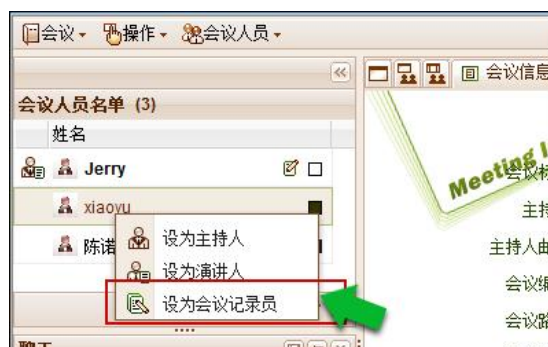 会议 操作 会议人员
会议信息
会议人员名单 (3)
姓名
Jerry
xiaoyu
陈诺
设为主持人
设为演讲人
设为会议记录员
Meeting I
会议标
主持
主持人由
会议编
会议路
聊天